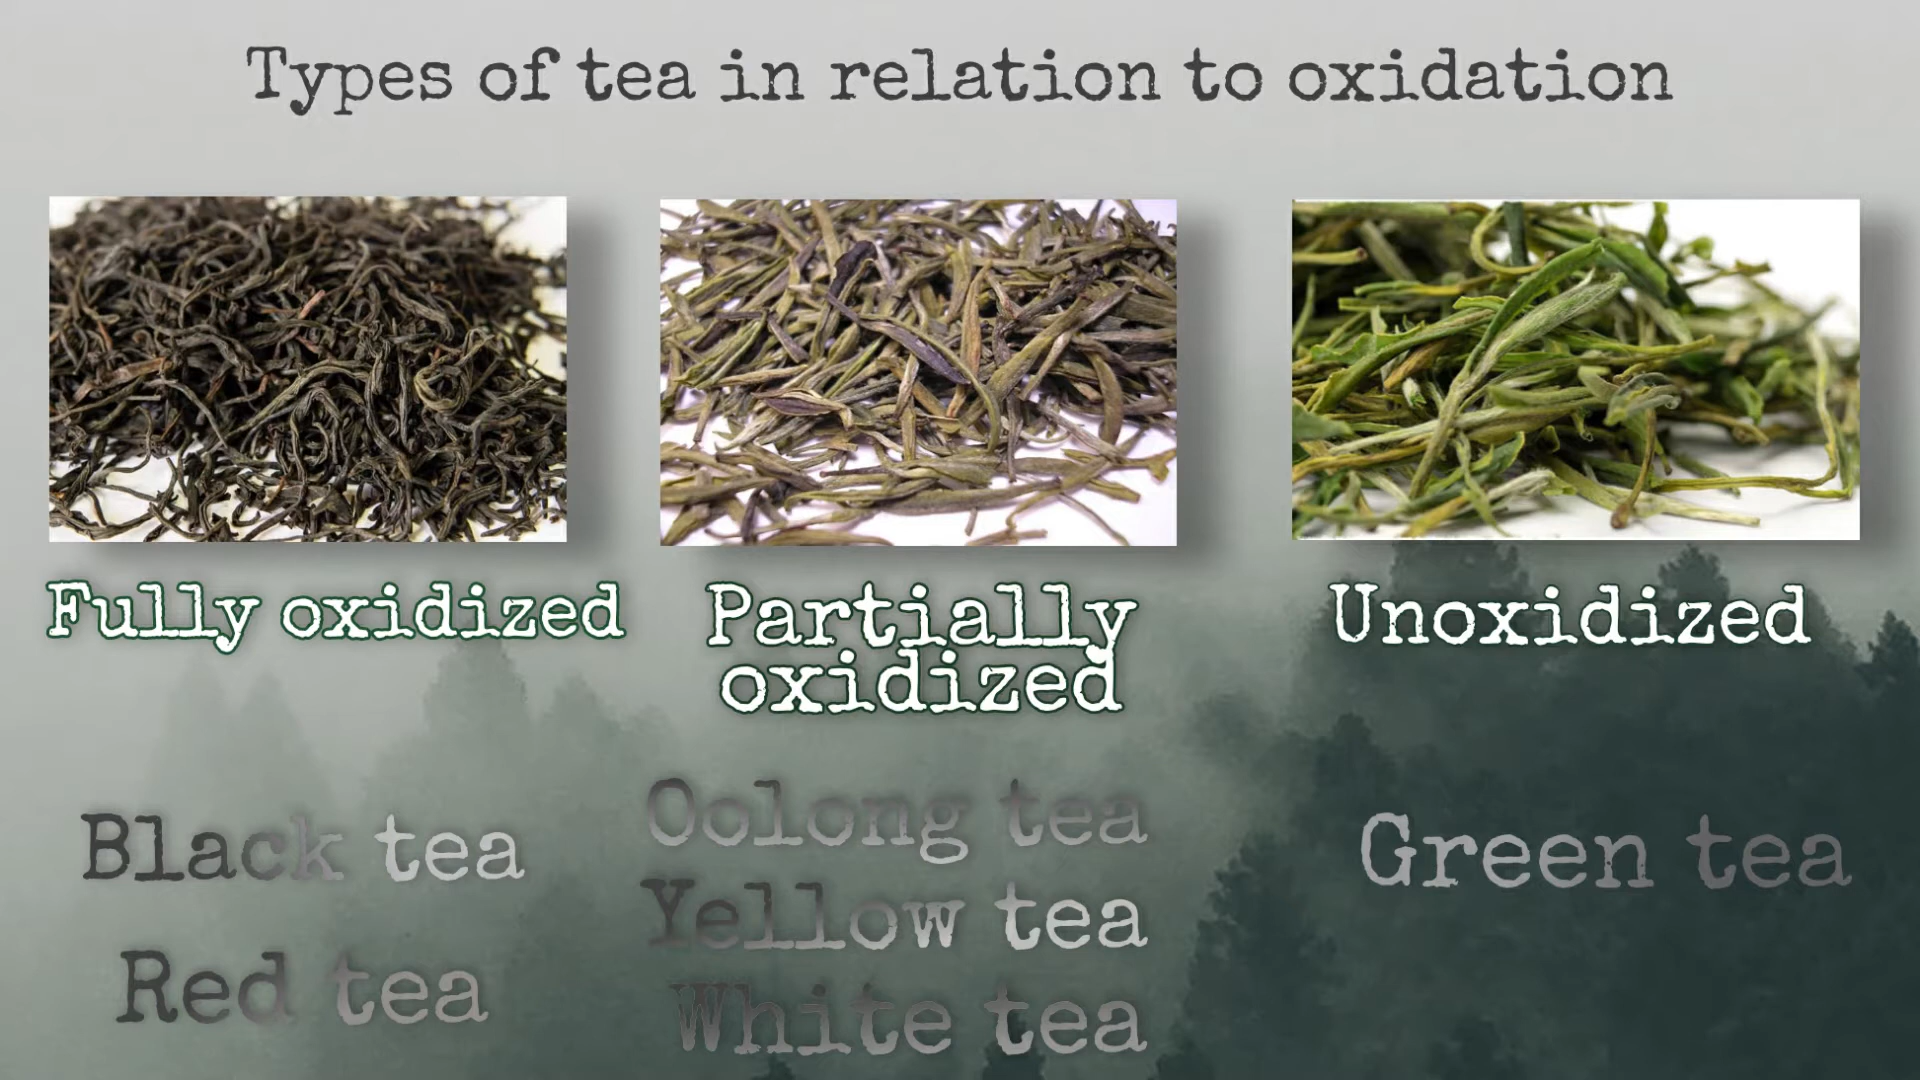 Types of tea in relation to oxidation
Fully oxidized
Black tea
Red tea
Partially
oxidized
Oolong tea
Yellow tea
White tea
Unoxidized
Green tea